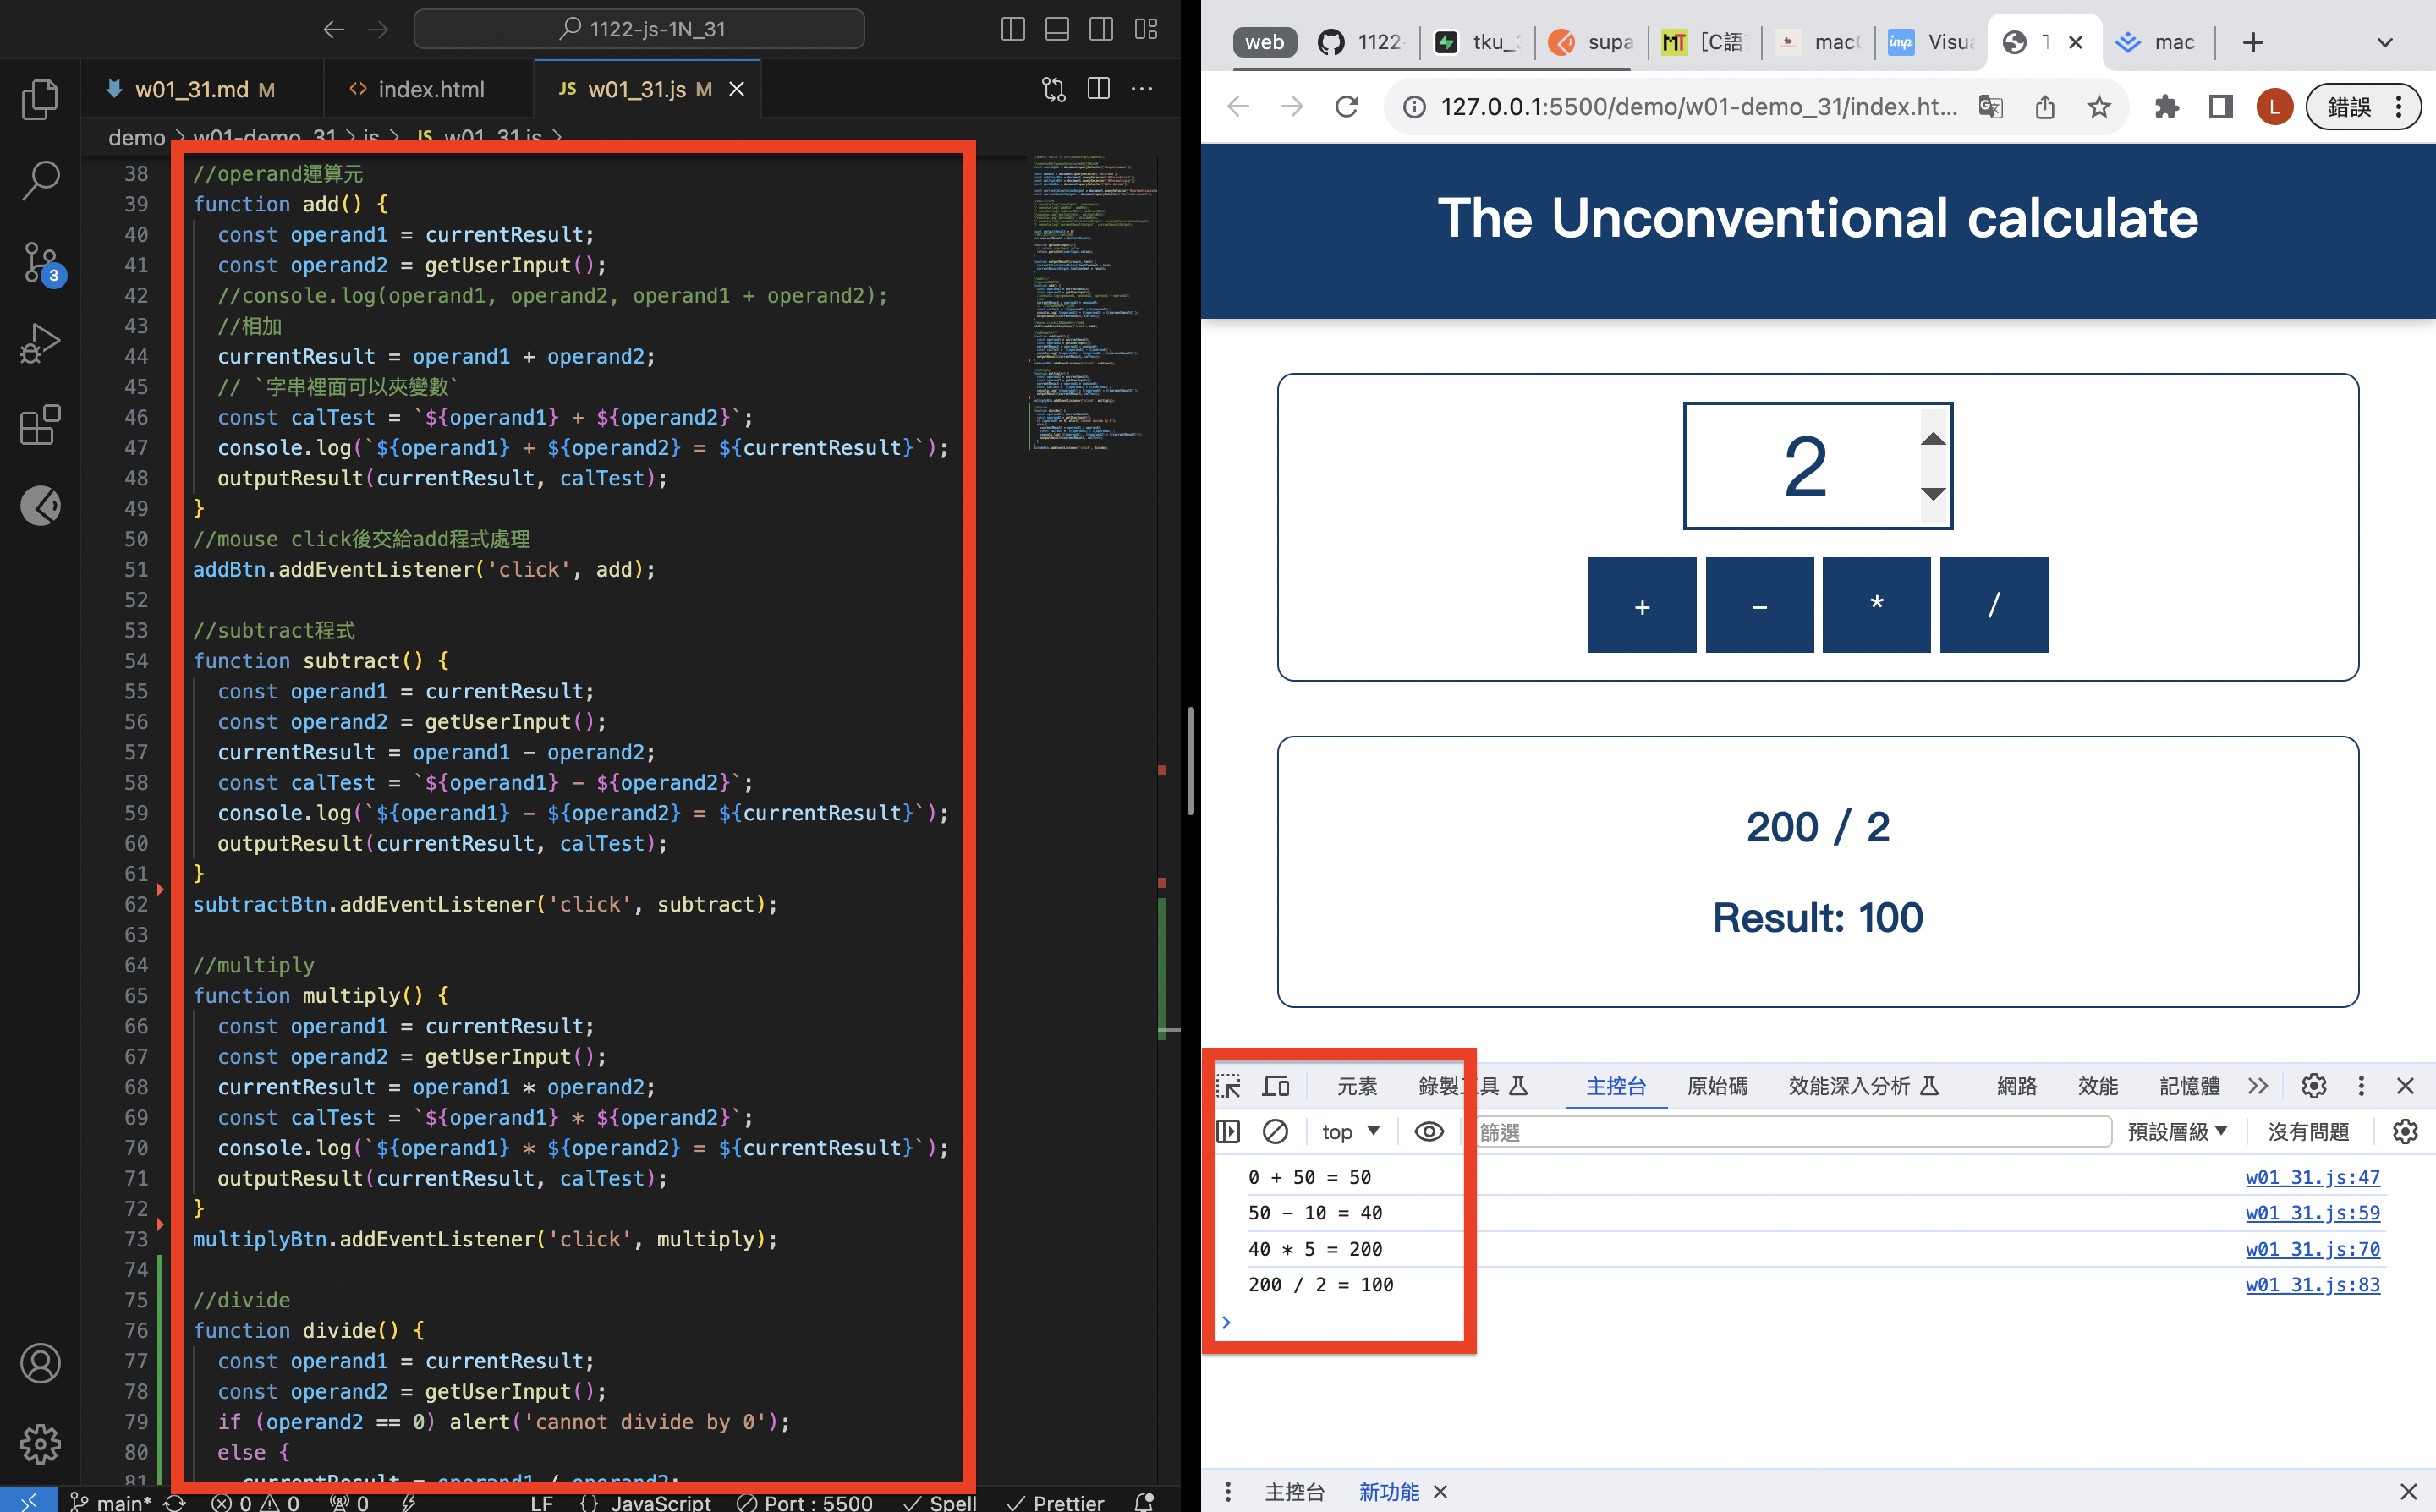 1122-js-1N_31
w01_31.md M
index.html
JS w01_31.js M
demo > w01-demo_31 > js > JS w01_31.js >
38 //operand運算元
39 function add() {
40 const operand1 = currentResult;
41 const operand2 = getUserInput();
42 //console.log(operand1, operand2, operand1 + operand2);
43 //相加
44 currentResult = operand1 + operand2;
45 // `字串裡面可以夾變數`
46 const calTest = `${operand1} + ${operand2}`;
47 console.log(`${operand1} + ${operand2} = ${currentResult}`);
48 outputResult(currentResult, calTest);
49 }
50 //mouse click後交給add程式處理
51 addBtn.addEventListener('click', add);
52
53 //subtract程式
54 function subtract() {
55 const operand1 = currentResult;
56 const operand2 = getUserInput();
57 currentResult = operand1 - operand2;
58 const calTest = `${operand1} - ${operand2}`;
59 console.log(`${operand1} - ${operand2} = ${currentResult}`);
60 outputResult(currentResult, calTest);
61 }
62 subtractBtn.addEventListener('click', subtract);
63
64 //multiply
65 function multiply() {
66 const operand1 = currentResult;
67 const operand2 = getUserInput();
68 currentResult = operand1 * operand2;
69 const calTest = `${operand1} * ${operand2}`;
70 console.log(`${operand1} * ${operand2} = ${currentResult}`);
71 outputResult(currentResult, calTest);
72 }
73 multiplyBtn.addEventListener('click', multiply);
74
75 //divide
76 function divide() {
77 const operand1 = currentResult;
78 const operand2 = getUserInput();
79 if (operand2 == 0) alert('cannot divide by 0');
80 else {
81 currentResult = operand1 / operand2;
3
main* 0 0 0 LF {} JavaScript Port : 5500 Spell Prettier
web 1122- tku_3 supa [C語 mac Visua mac
127.0.0.1:5500/demo/w01-demo_31/index.ht...
L
錯誤
The Unconventional calculate
2
+ - * /
200 / 2
Result: 100
元素 錄製工具 主控台 原始碼 效能深入分析 網路 效能 記憶體
top 篩選 預設層級 沒有問題
0 + 50 = 50 w01_31.js:47
50 - 10 = 40 w01_31.js:59
40 * 5 = 200 w01_31.js:70
200 / 2 = 100 w01_31.js:83
主控台 新功能